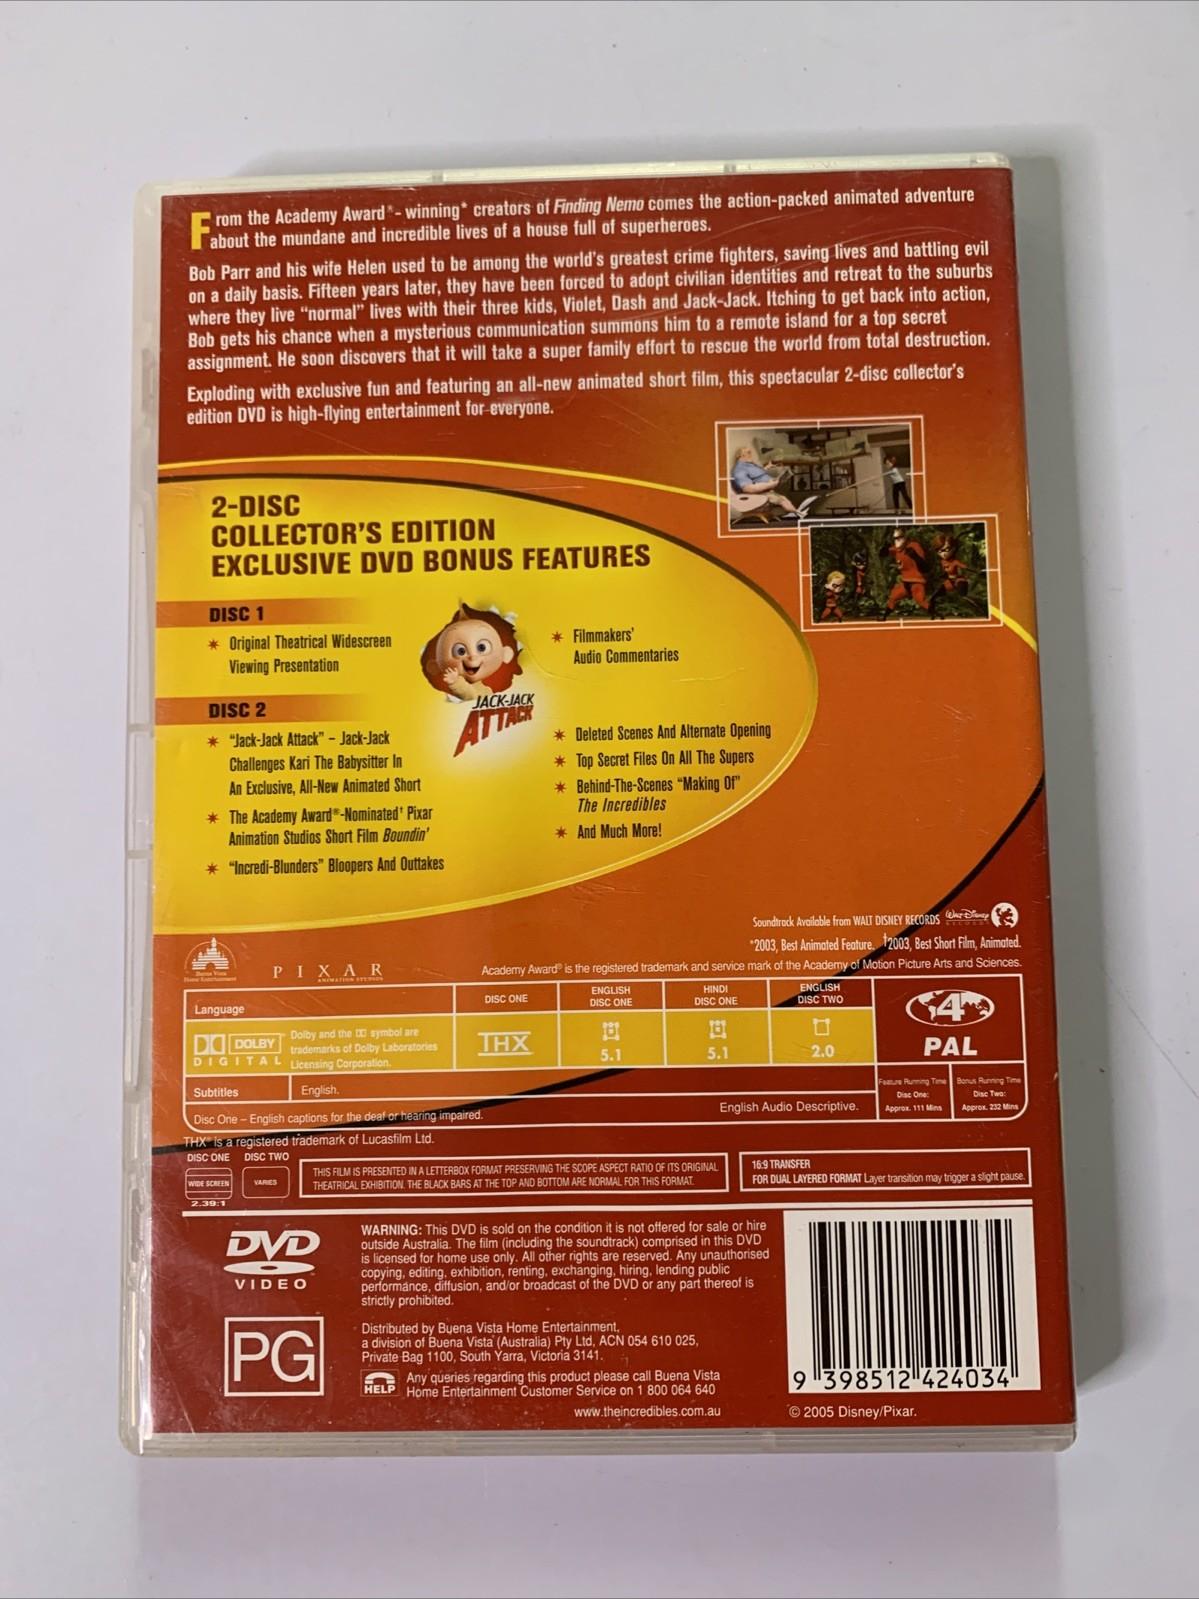 From the Academy Award®-winning* creators of Finding Nemo comes the action-packed animated adventure
about the mundane and incredible lives of a house full of superheroes.
Bob Parr and his wife Helen used to be among the world's greatest crime fighters, saving lives and battling evil
on a daily basis. Fifteen years later, they have been forced to adopt civilian identities and retreat to the suburbs
where they live "normal" lives with their three kids, Violet, Dash and Jack-Jack. Itching to get back into action,
Bob gets his chance when a mysterious communication summons him to a remote island for a top secret
assignment. He soon discovers that it will take a super family effort to rescue the world from total destruction.
Exploding with exclusive fun and featuring an all-new animated short film, this spectacular 2-disc collector's
edition DVD is high-flying entertainment for everyone.
2-DISC
COLLECTOR'S EDITION
EXCLUSIVE DVD BONUS FEATURES
DISC 1
Original Theatrical Widescreen
Viewing Presentation
Filmmakers'
Audio Commentaries
JACK-JACK
ATTACK
DISC 2
"Jack-Jack Attack" – Jack-Jack
Challenges Kari The Babysitter In
An Exclusive, All-New Animated Short
The Academy Award®-Nominated† Pixar
Animation Studios Short Film Boundin'
"Incredi-Blunders" Bloopers And Outtakes
Deleted Scenes And Alternate Opening
Top Secret Files On All The Supers
Behind-The-Scenes "Making Of"
The Incredibles
And Much More!
Soundtrack Available from WALT DISNEY RECORDS
Walt Disney
RECORDS
*2003, Best Animated Feature. †2003, Best Short Film, Animated.
Academy Award® is the registered trademark and service mark of the Academy of Motion Picture Arts and Sciences.
Buena Vista
Home Entertainment
PIXAR
ANIMATION STUDIOS
Language
DISC ONE
ENGLISH
DISC ONE
HINDI
DISC ONE
ENGLISH
DISC TWO
DOLBY
DIGITAL
Dolby and the DD symbol are
trademarks of Dolby Laboratories
Licensing Corporation.
THX
5.1
5.1
2.0
4
PAL
Subtitles
English.
Disc One – English captions for the deaf or hearing impaired.
English Audio Descriptive.
Feature Running Time
Disc One:
Approx. 111 Mins
Bonus Running Time
Disc Two:
Approx. 232 Mins
THX® is a registered trademark of Lucasfilm Ltd.
DISC ONE
WIDE SCREEN
2.39:1
DISC TWO
VARIES
THIS FILM IS PRESENTED IN A LETTERBOX FORMAT PRESERVING THE SCOPE ASPECT RATIO OF ITS ORIGINAL
THEATRICAL EXHIBITION. THE BLACK BARS AT THE TOP AND BOTTOM ARE NORMAL FOR THIS FORMAT.
16:9 TRANSFER
FOR DUAL LAYERED FORMAT Layer transition may trigger a slight pause.
DVD
VIDEO
PG
WARNING: This DVD is sold on the condition it is not offered for sale or hire
outside Australia. The film (including the soundtrack) comprised in this DVD
is licensed for home use only. All other rights are reserved. Any unauthorised
copying, editing, exhibition, renting, exchanging, hiring, lending public
performance, diffusion, and/or broadcast of the DVD or any part thereof is
strictly prohibited.
Distributed by Buena Vista Home Entertainment,
a division of Buena Vista (Australia) Pty Ltd, ACN 054 610 025,
Private Bag 1100, South Yarra, Victoria 3141.
HELP
Any queries regarding this product please call Buena Vista
Home Entertainment Customer Service on 1 800 064 640
www.theincredibles.com.au
9 398512 424034
© 2005 Disney/Pixar.